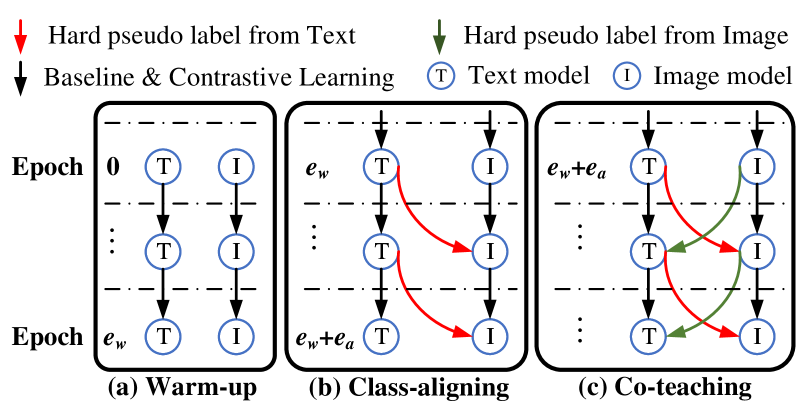 Hard pseudo label from Text
Hard pseudo label from Image
Baseline & Contrastive Learning
T Text model
I Image model
Epoch 0 T I
e_w T I
e_w+e_a T I
⋮ T I
⋮ T I
⋮ T I
Epoch e_w T I
e_w+e_a T I
⋮ T I
(a) Warm-up
(b) Class-aligning
(c) Co-teaching